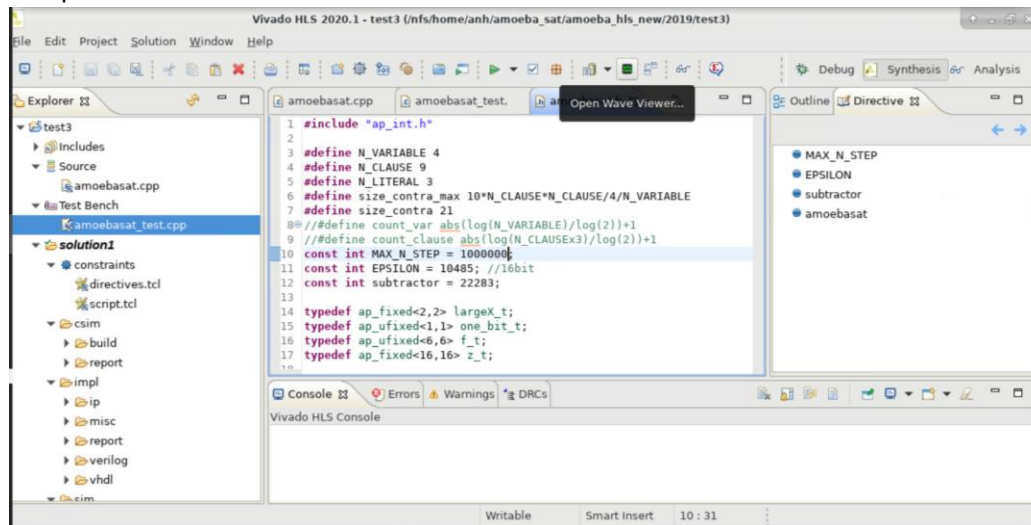 Vivado HLS 2020.1 - test3 (/nfs/home/anh/amoeba_sat/amoeba_hls_new/2019/test3)
File Edit Project Solution Window Help
Debug Synthesis Analysis
Open Wave Viewer...
Explorer
test3
Includes
Source
amoebasat.cpp
Test Bench
amoebasat_test.cpp
solution1
constraints
directives.tcl
script.tcl
csim
build
report
impl
ip
misc
report
verilog
vhdl
sim
amoebasat.cpp amoebasat_test.
1 #include "ap_int.h"
2
3 #define N_VARIABLE 4
4 #define N_CLAUSE 9
5 #define N_LITERAL 3
6 #define size_contra_max 10*N_CLAUSE*N_CLAUSE/4/N_VARIABLE
7 #define size_contra 21
8 //#define count_var abs(log(N_VARIABLE)/log(2))+1
9 //#define count_clause abs(log(N_CLAUSEx3)/log(2))+1
10 const int MAX_N_STEP = 1000000;
11 const int EPSILON = 10485; //16bit
12 const int subtractor = 22283;
13
14 typedef ap_fixed<2,2> largeX_t;
15 typedef ap_ufixed<1,1> one_bit_t;
16 typedef ap_ufixed<6,6> f_t;
17 typedef ap_fixed<16,16> z_t;
Outline Directive
MAX_N_STEP
EPSILON
subtractor
amoebasat
Console Errors Warnings DRCs
Vivado HLS Console
Writable Smart Insert 10 : 31